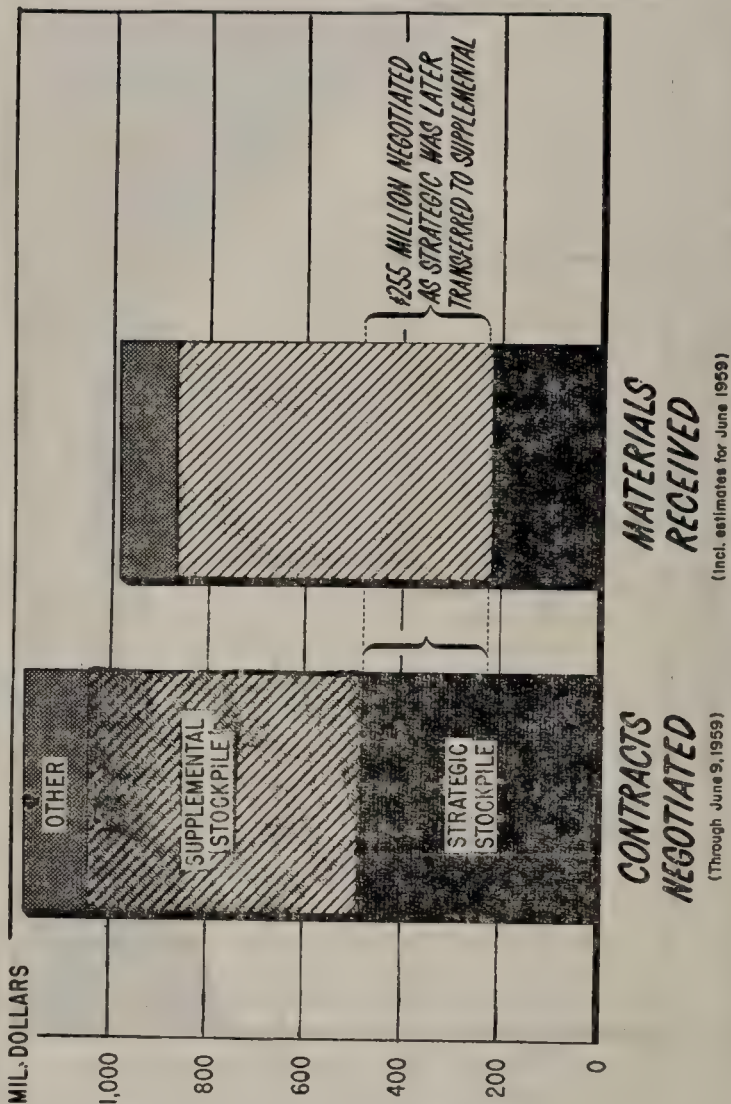 MIL. DOLLARS
1,000
800
600
400
200
0
OTHER
SUPPLEMENTAL
STOCKPILE
STRATEGIC
STOCKPILE
$255 MILLION NEGOTIATED
AS STRATEGIC WAS LATER
TRANSFERRED TO SUPPLEMENTAL
CONTRACTS
NEGOTIATED
(Through June 9, 1959)
MATERIALS
RECEIVED
(Incl. estimates for June 1959)